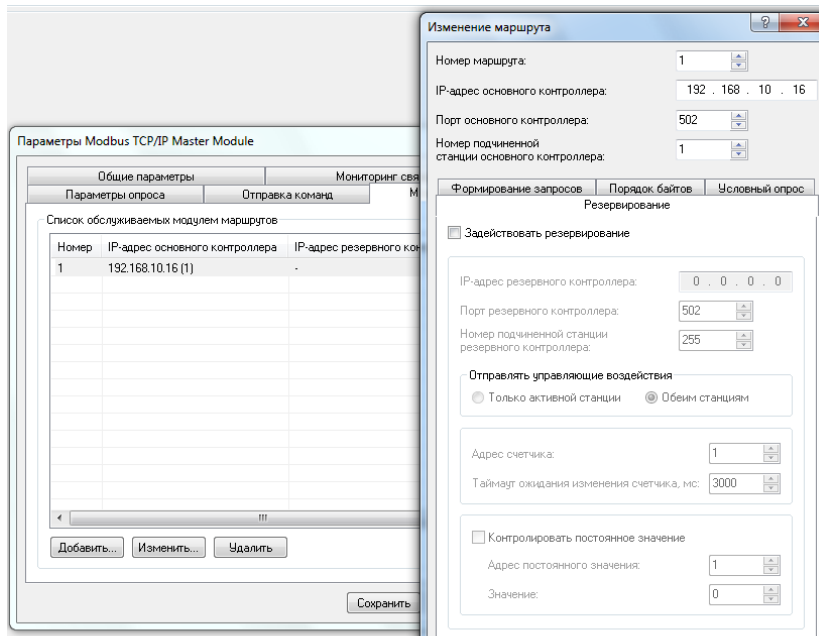 Параметры Modbus TCP/IP Master Module
Общие параметры
Мониторинг свя
Параметры опроса
Отправка команд
М
Список обслуживаемых модулем маршрутов
Номер
IP-адрес основного контроллера
IP-адрес резервного кон
1
192.168.10.16 (1)
-
Добавить...
Изменить...
Удалить
Сохранить
Изменение маршрута
Номер маршрута:
1
IP-адрес основного контроллера:
192 . 168 . 10 . 16
Порт основного контроллера:
502
Номер подчиненной
станции основного контроллера:
1
Формирование запросов
Порядок байтов
Условный опрос
Резервирование
Задействовать резервирование
IP-адрес резервного контроллера:
0 . 0 . 0 . 0
Порт резервного контроллера:
502
Номер подчиненной станции
резервного контроллера:
255
Отправлять управляющие воздействия
Только активной станции
Обеим станциям
Адрес счетчика:
1
Таймаут ожидания изменения счетчика, мс:
3000
Контролировать постоянное значение
Адрес постоянного значения:
1
Значение:
0